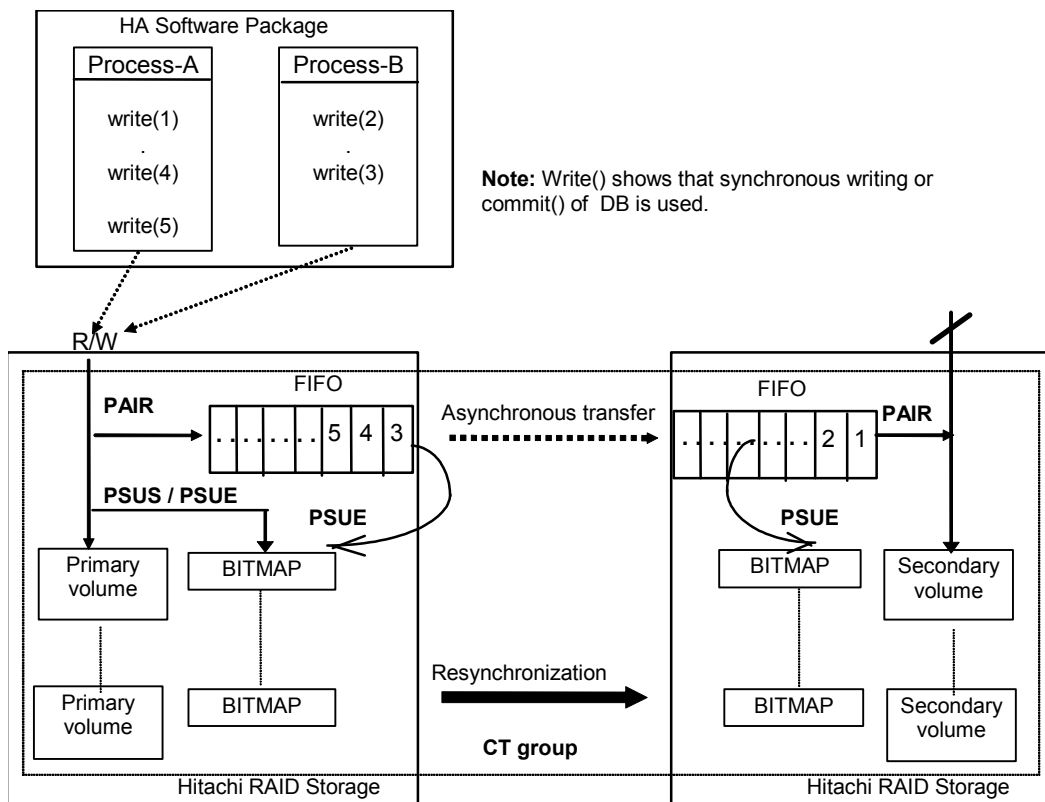 HA Software Package
Process-A
Process-B
write(1)
.
write(4)
write(5)
write(2)
.
write(3)
Note: Write() shows that synchronous writing or
commit() of  DB is used.
R/W
FIFO
PAIR
. . . . . . . . 5 4 3
Asynchronous transfer
FIFO
. . . . . . . . . . 2 1
PAIR
PSUS / PSUE
PSUE
PSUE
Primary
volume
BITMAP
BITMAP
Secondary
volume
Resynchronization
Primary
volume
BITMAP
BITMAP
Secondary
volume
CT group
Hitachi RAID Storage
Hitachi RAID Storage